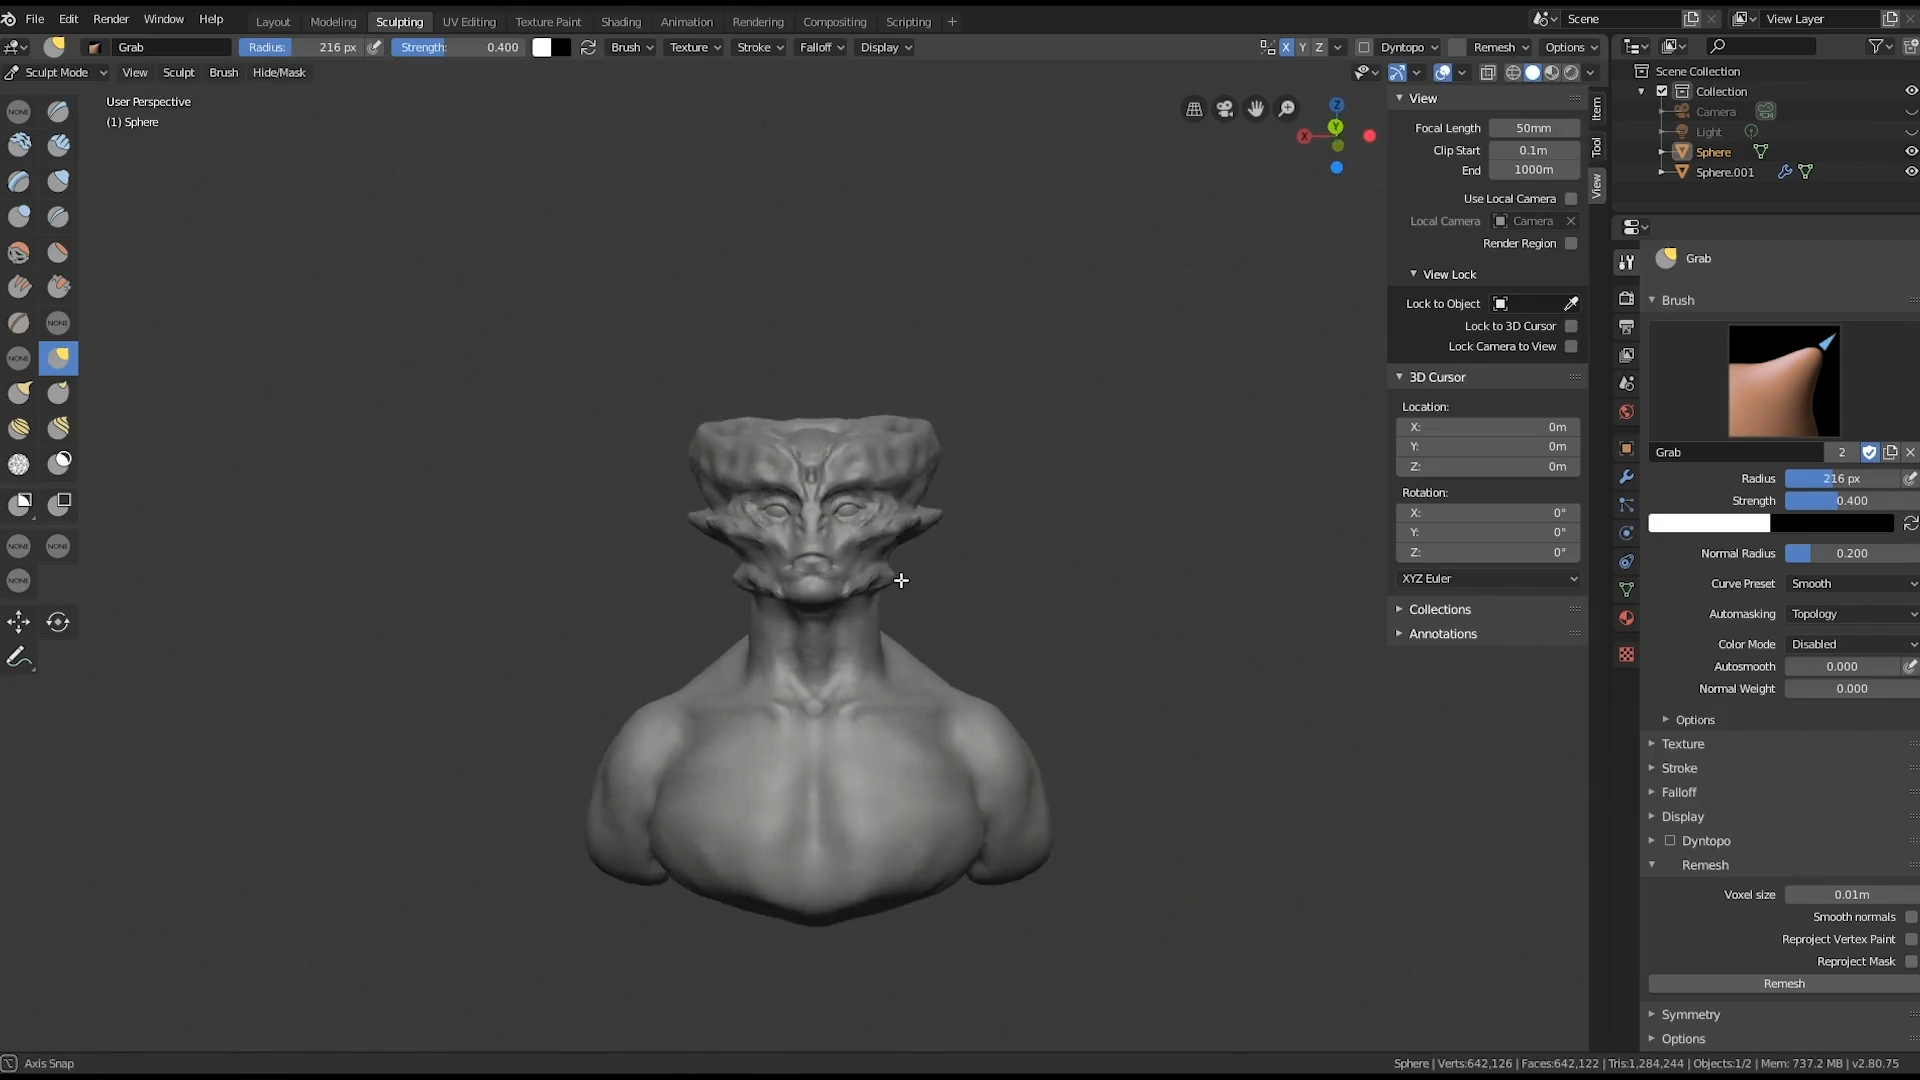 File Edit Render Window Help Layout Modeling Sculpting UV Editing Texture Paint Shading Animation Rendering Compositing Scripting + Scene View Layer
Grab Radius: 216 px Strength: 0.400 Brush Texture Stroke Falloff Display X Y Z Dyntopo Remesh Options
Sculpt Mode View Sculpt Brush Hide/Mask
User Perspective
(1) Sphere
NONE
NONE
NONE
NONE NONE
NONE
Z
Y
X
View
Focal Length 50mm
Clip Start 0.1m
End 1000m
Use Local Camera
Local Camera Camera
Render Region
View Lock
Lock to Object
Lock to 3D Cursor
Lock Camera to View
3D Cursor
Location:
X: 0m
Y: 0m
Z: 0m
Rotation:
X: 0°
Y: 0°
Z: 0°
XYZ Euler
Collections
Annotations
Item
Tool
View
Scene Collection
Collection
Camera
Light
Sphere
Sphere.001
Grab
Brush
Grab 2
Radius 216 px
Strength 0.400
Normal Radius 0.200
Curve Preset Smooth
Automasking Topology
Color Mode Disabled
Autosmooth 0.000
Normal Weight 0.000
Options
Texture
Stroke
Falloff
Display
Dyntopo
Remesh
Voxel size 0.01m
Smooth normals
Reproject Vertex Paint
Reproject Mask
Remesh
Symmetry
Options
Axis Snap
Sphere | Verts:642,126 | Faces:642,122 | Tris:1,284,244 | Objects:1/2 | Mem: 737.2 MB | v2.80.75